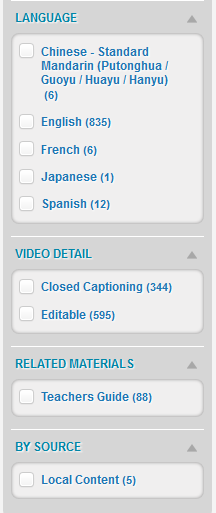 LANGUAGE
Chinese - Standard
Mandarin (Putonghua /
Guoyu / Huayu / Hanyu)
(6)
English (835)
French (6)
Japanese (1)
Spanish (12)
VIDEO DETAIL
Closed Captioning (344)
Editable (595)
RELATED MATERIALS
Teachers Guide (88)
BY SOURCE
Local Content (5)